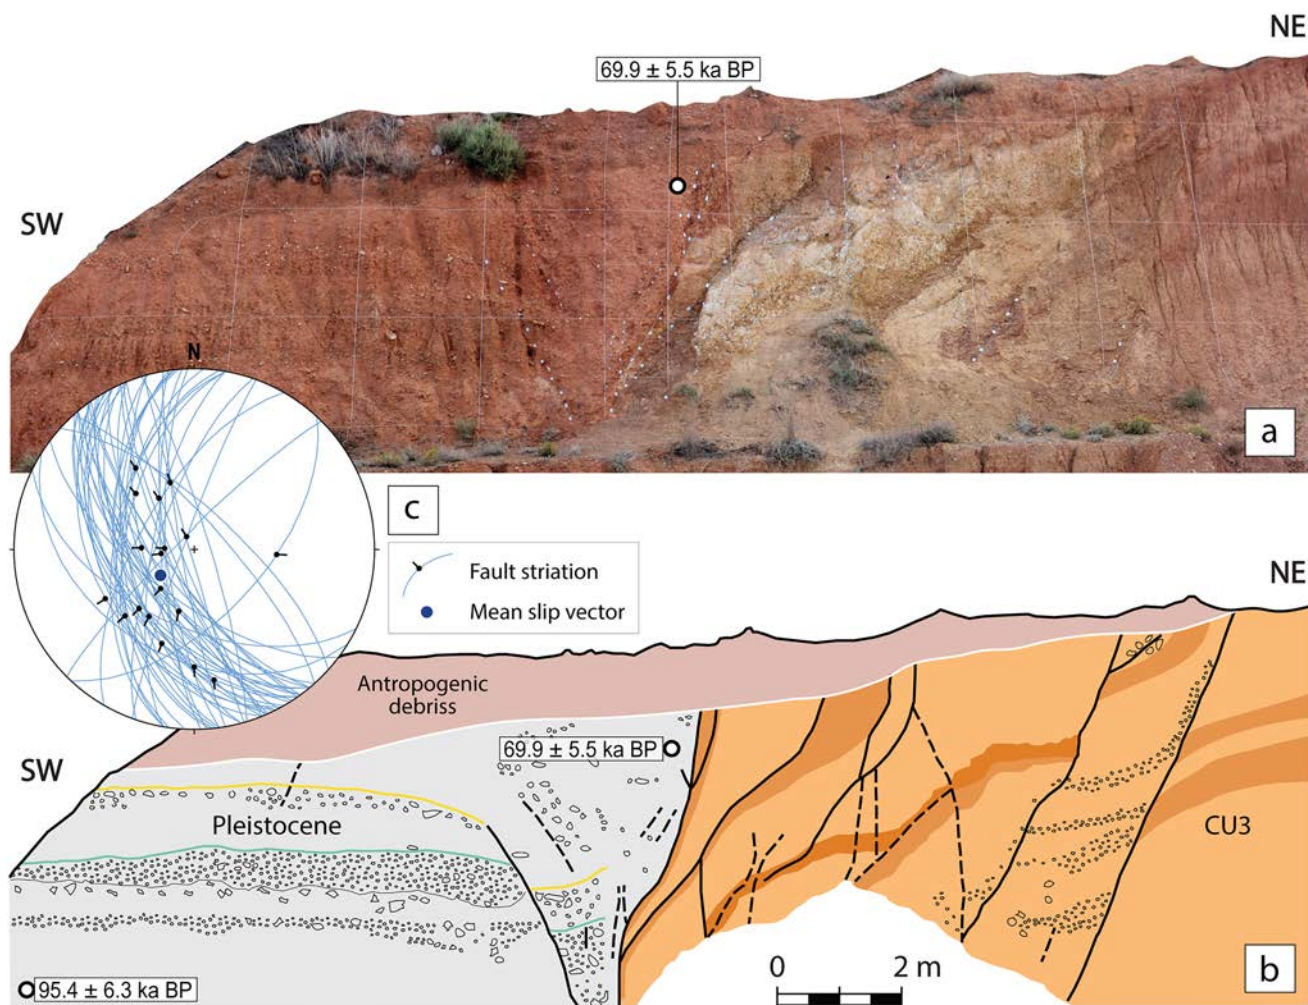 NE
69.9 ± 5.5 ka BP
SW
N
a
c
Fault striation
Mean slip vector
NE
Antropogenic
debriss
SW
69.9 ± 5.5 ka BP
Pleistocene
CU3
95.4 ± 6.3 ka BP
0 2 m
b